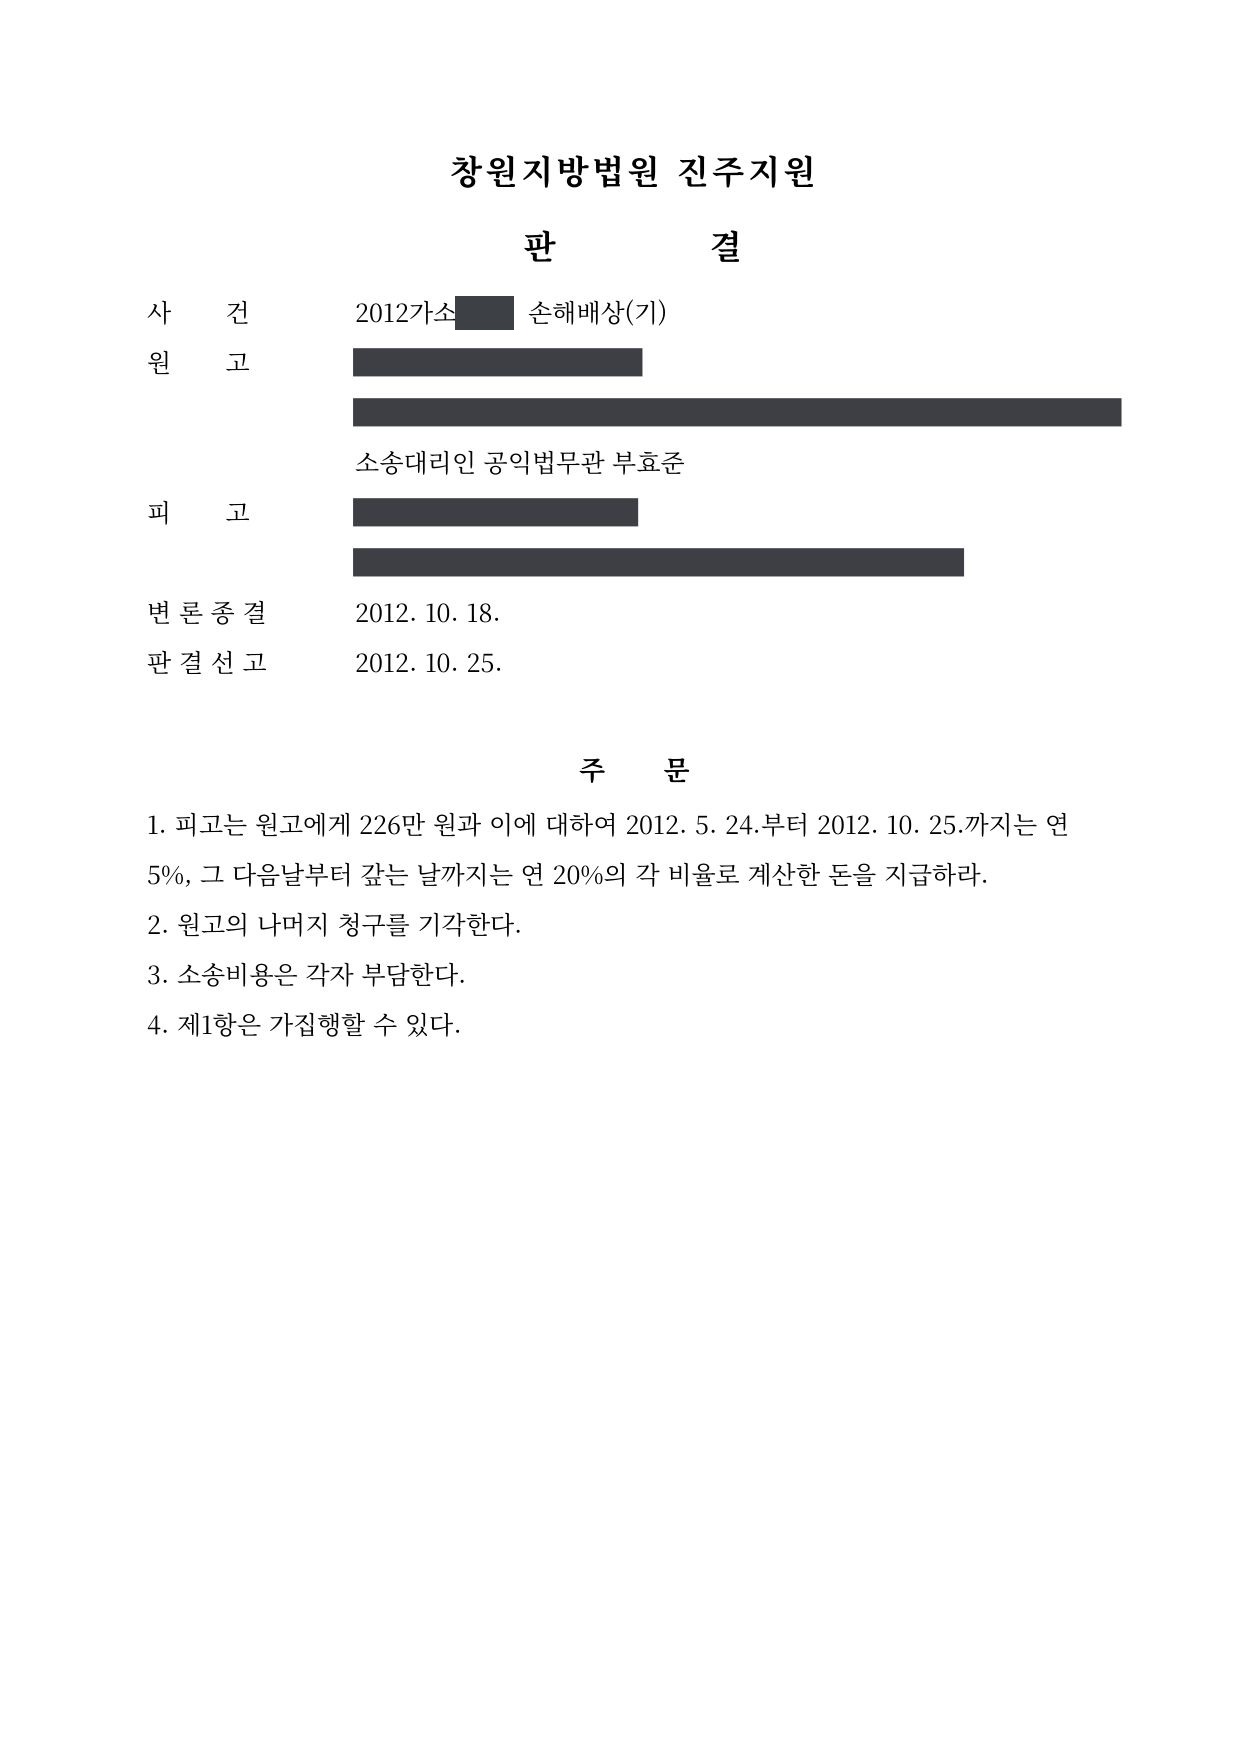 창원지방법원 진주지원
판 결
사 건 2012가소 손해배상(기)
원 고
소송대리인 공익법무관 부효준
피 고
변 론 종 결 2012. 10. 18.
판 결 선 고 2012. 10. 25.
주 문
1. 피고는 원고에게 226만 원과 이에 대하여 2012. 5. 24.부터 2012. 10. 25.까지는 연
5%, 그 다음날부터 갚는 날까지는 연 20%의 각 비율로 계산한 돈을 지급하라.
2. 원고의 나머지 청구를 기각한다.
3. 소송비용은 각자 부담한다.
4. 제1항은 가집행할 수 있다.